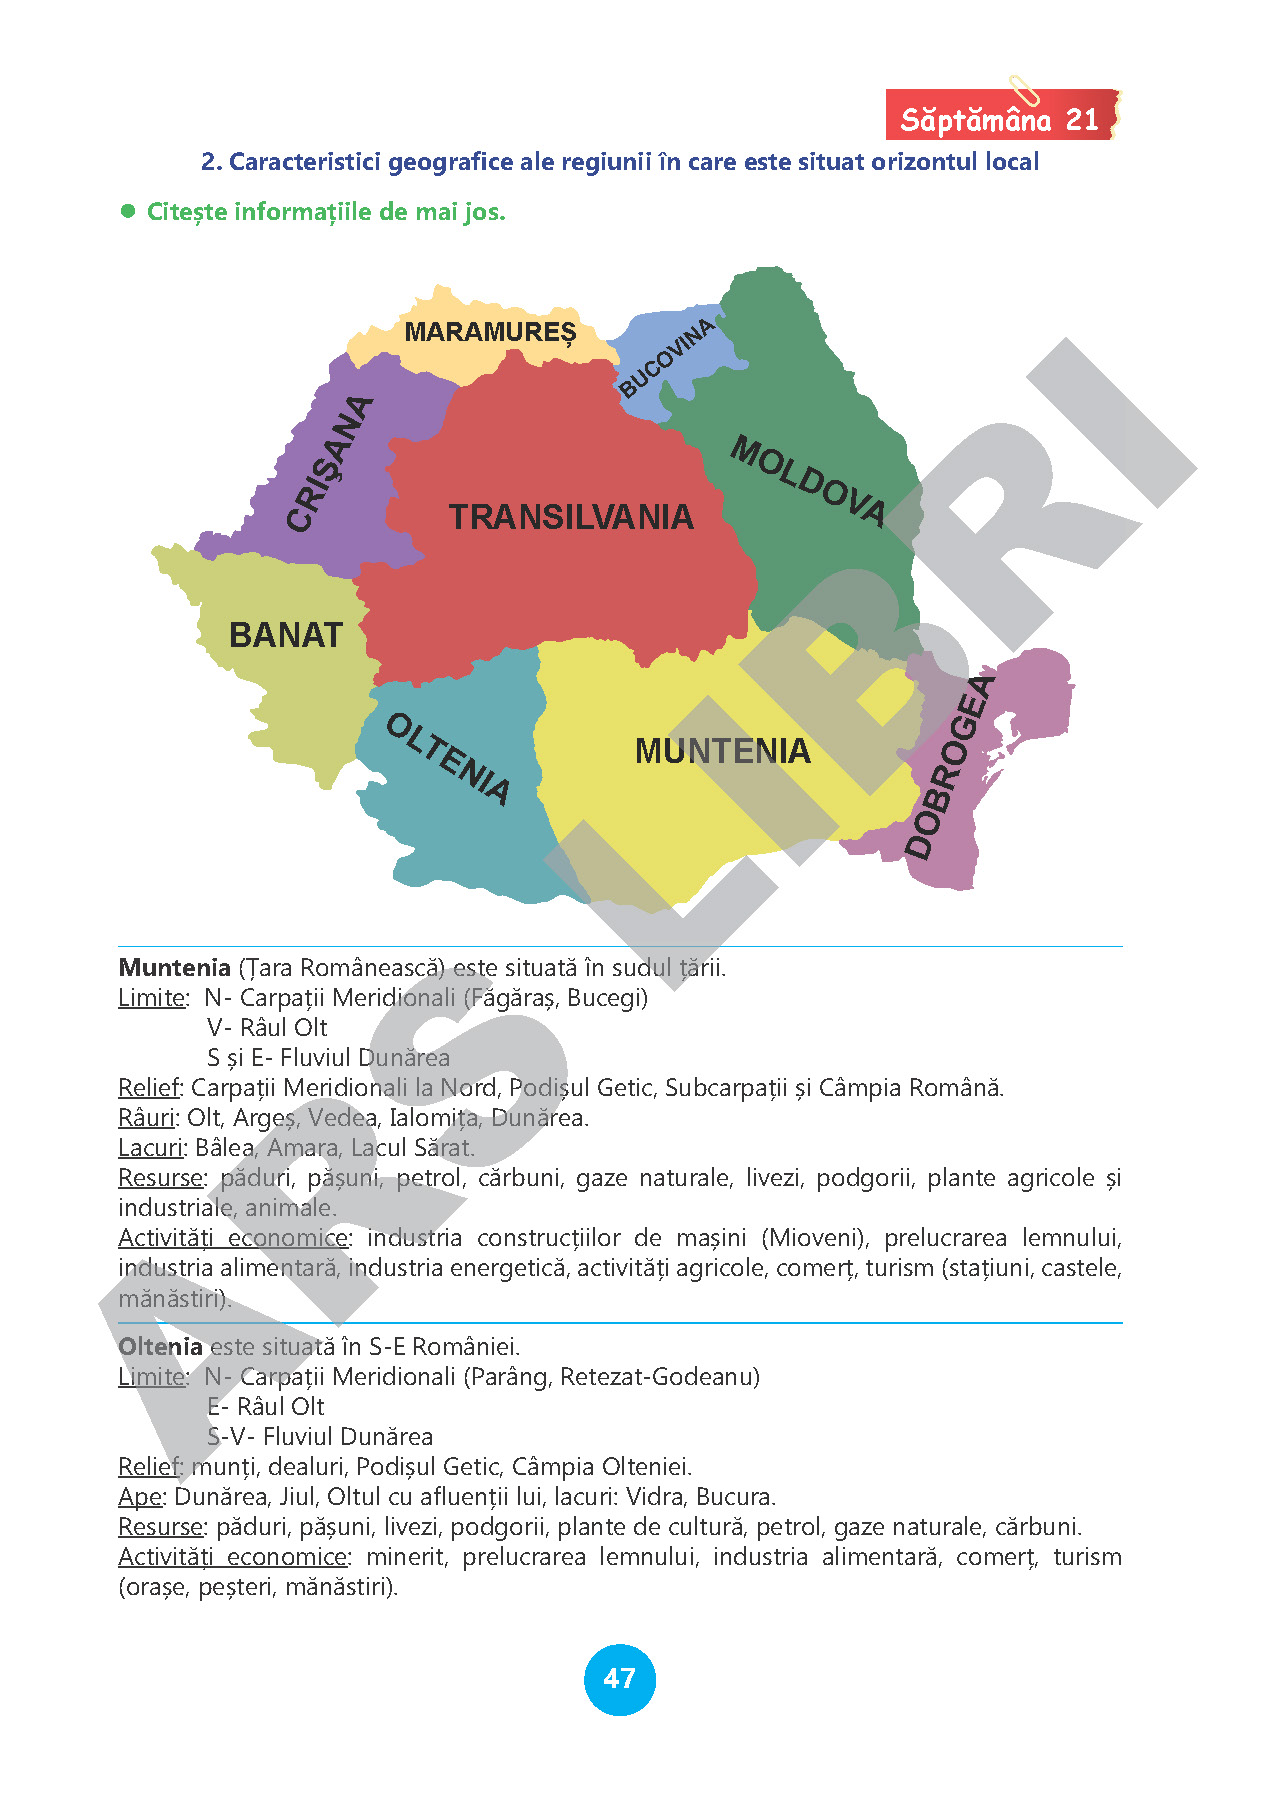 Săptămâna 21
2. Caracteristici geografice ale regiunii în care este situat orizontul local
● Citește informațiile de mai jos.
MARAMUREȘ
BUCOVINA
CRIȘANA
MOLDOVA
TRANSILVANIA
BANAT
OLTENIA
MUNTENIA
DOBROGEA
ARS LIBRI
Muntenia (Țara Românească) este situată în sudul țării.
Limite: N- Carpații Meridionali (Făgăraș, Bucegi)
V- Râul Olt
S și E- Fluviul Dunărea
Relief: Carpații Meridionali la Nord, Podișul Getic, Subcarpații și Câmpia Română.
Râuri: Olt, Argeș, Vedea, Ialomița, Dunărea.
Lacuri: Bâlea, Amara, Lacul Sărat.
Resurse: păduri, pășuni, petrol, cărbuni, gaze naturale, livezi, podgorii, plante agricole și
industriale, animale.
Activități economice: industria construcțiilor de mașini (Mioveni), prelucrarea lemnului,
industria alimentară, industria energetică, activități agricole, comerț, turism (stațiuni, castele,
mănăstiri).
Oltenia este situată în S-E României.
Limite: N- Carpații Meridionali (Parâng, Retezat-Godeanu)
E- Râul Olt
S-V- Fluviul Dunărea
Relief: munți, dealuri, Podișul Getic, Câmpia Olteniei.
Ape: Dunărea, Jiul, Oltul cu afluenții lui, lacuri: Vidra, Bucura.
Resurse: păduri, pășuni, livezi, podgorii, plante de cultură, petrol, gaze naturale, cărbuni.
Activități economice: minerit, prelucrarea lemnului, industria alimentară, comerț, turism
(orașe, peșteri, mănăstiri).
47